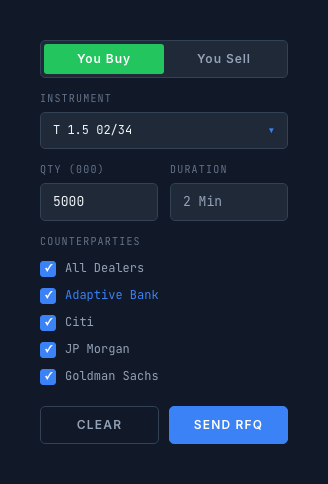 You Buy You Sell
INSTRUMENT
T 1.5 02/34
QTY (000) DURATION
5000 2 Min
COUNTERPARTIES
All Dealers
Adaptive Bank
Citi
JP Morgan
Goldman Sachs
CLEAR SEND RFQ